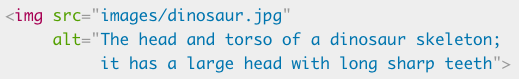 <img src="images/dinosaur.jpg"
alt="The head and torso of a dinosaur skeleton;
it has a large head with long sharp teeth">